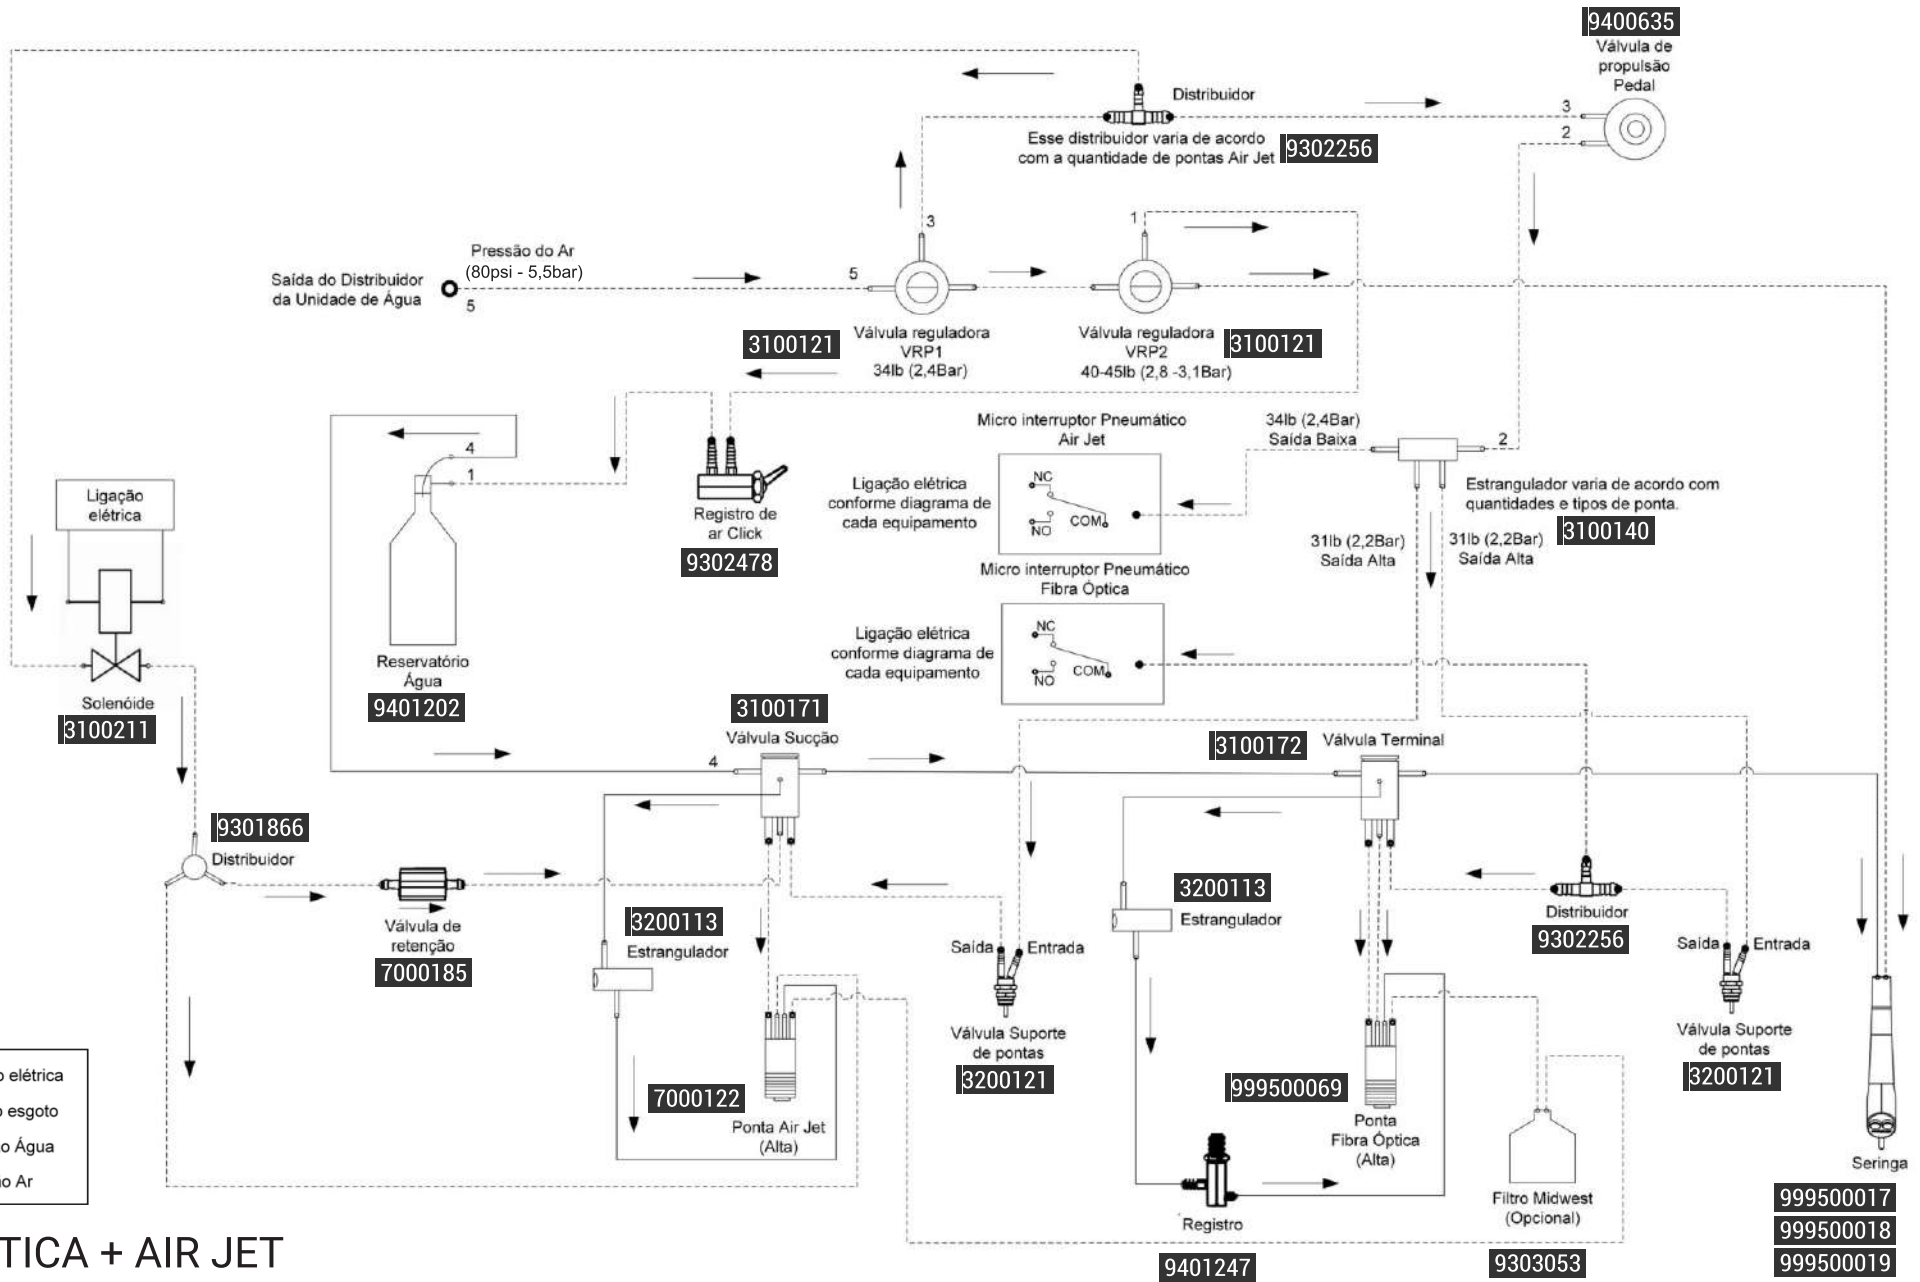 9400635
Válvula de
propulsão
Pedal
3
2
Distribuidor
Esse distribuidor varia de acordo
com a quantidade de pontas Air Jet
9302256
3
1
Pressão do Ar
(80psi - 5,5bar)
Saída do Distribuidor
da Unidade de Água
5
5
3100121
Válvula reguladora
VRP1
34lb (2,4Bar)
Válvula reguladora
VRP2
40-45lb (2,8 -3,1Bar)
3100121
Micro interruptor Pneumático
Air Jet
34lb (2,4Bar)
Saída Baixa
2
4
1
Ligação elétrica
conforme diagrama de
cada equipamento
NC
NO
COM
Estrangulador varia de acordo com
quantidades e tipos de ponta.
3100140
Ligação
elétrica
Registro de
ar Click
9302478
31lb (2,2Bar)
Saída Alta
31lb (2,2Bar)
Saída Alta
Micro interruptor Pneumático
Fibra Óptica
Ligação elétrica
conforme diagrama de
cada equipamento
NC
NO
COM
Reservatório
Água
9401202
Solenóide
3100211
3100171
Válvula Sucção
4
3100172
Válvula Terminal
9301866
Distribuidor
Válvula de
retenção
7000185
3200113
Estrangulador
3200113
Estrangulador
Distribuidor
9302256
Saída
Entrada
Válvula Suporte
de pontas
3200121
Saída
Entrada
Válvula Suporte
de pontas
3200121
7000122
Ponta Air Jet
(Alta)
999500069
Ponta
Fibra Óptica
(Alta)
Registro
9401247
Filtro Midwest
(Opcional)
9303053
Seringa
999500017
999500018
999500019
o elétrica
o esgoto
o Água
o Ar
TICA + AIR JET